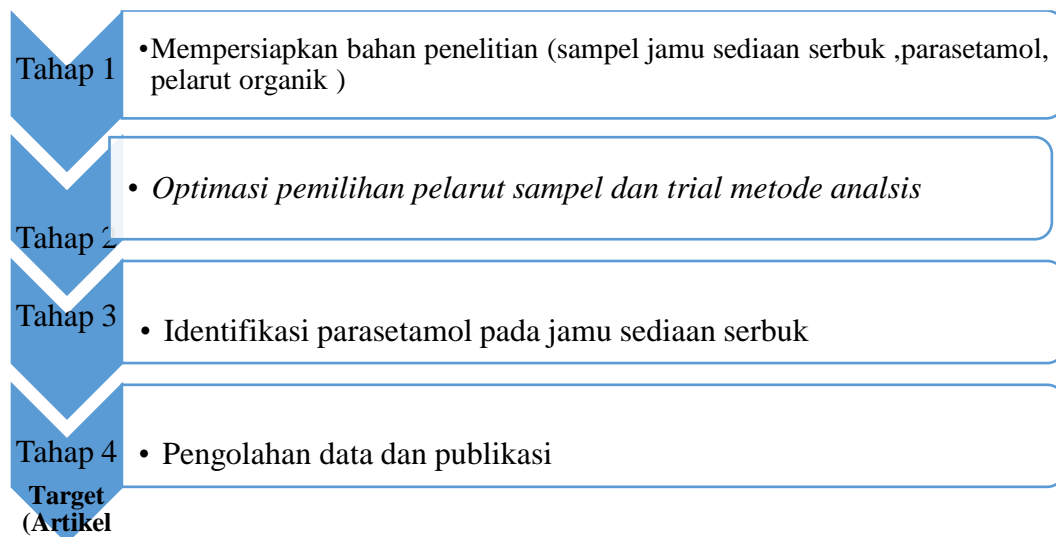 Tahap 1
•Mempersiapkan bahan penelitian (sampel jamu sediaan serbuk ,parasetamol,
pelarut organik )
Tahap 2
• Optimasi pemilihan pelarut sampel dan trial metode analsis
Tahap 3
• Identifikasi parasetamol pada jamu sediaan serbuk
Tahap 4
• Pengolahan data dan publikasi
Target
(Artikel